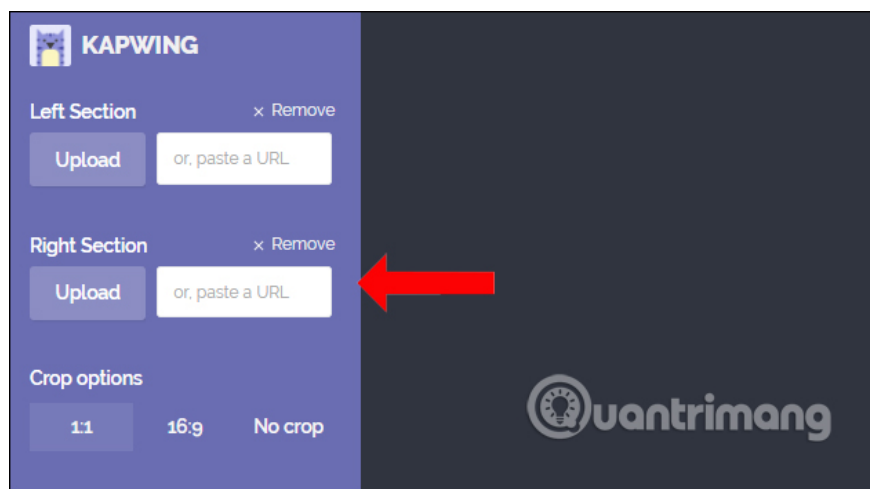 KAPWING
Left Section × Remove
Upload or, paste a URL
Right Section × Remove
Upload or, paste a URL
Crop options
1:1 16:9 No crop
Quantrimang